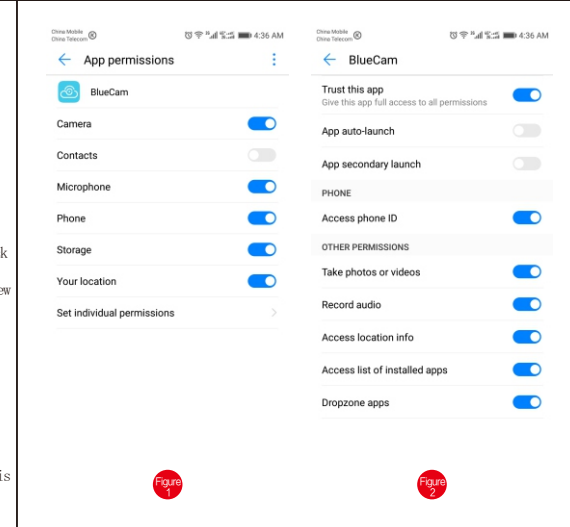 k
ew
is
China Mobile
China Telecom
4:36 AM
App permissions
BlueCam
Camera
Contacts
Microphone
Phone
Storage
Your location
Set individual permissions
Figure
1
China Mobile
China Telecom
4:36 AM
BlueCam
Trust this app
Give this app full access to all permissions
App auto-launch
App secondary launch
PHONE
Access phone ID
OTHER PERMISSIONS
Take photos or videos
Record audio
Access location info
Access list of installed apps
Dropzone apps
Figure
2